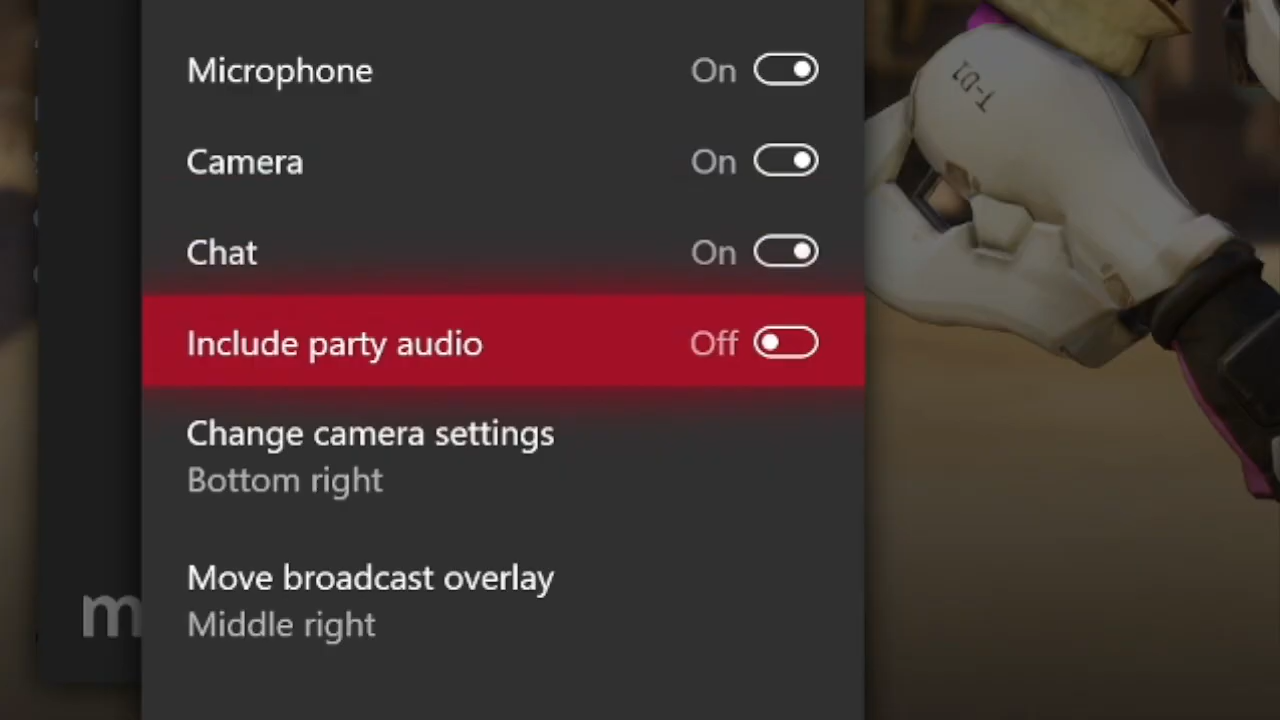 Microphone On
Camera On
Chat On
Include party audio Off
Change camera settings
Bottom right
Move broadcast overlay
Middle right
m
T-01